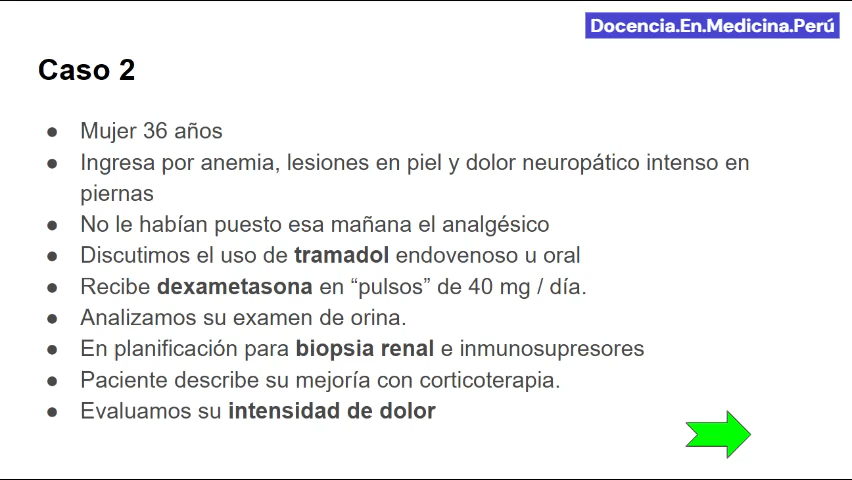 Docencia.En.Medicina.Perú
Caso 2
● Mujer 36 años
● Ingresa por anemia, lesiones en piel y dolor neuropático intenso en
piernas
● No le habían puesto esa mañana el analgésico
● Discutimos el uso de tramadol endovenoso u oral
● Recibe dexametasona en “pulsos” de 40 mg / día.
● Analizamos su examen de orina.
● En planificación para biopsia renal e inmunosupresores
● Paciente describe su mejoría con corticoterapia.
● Evaluamos su intensidad de dolor